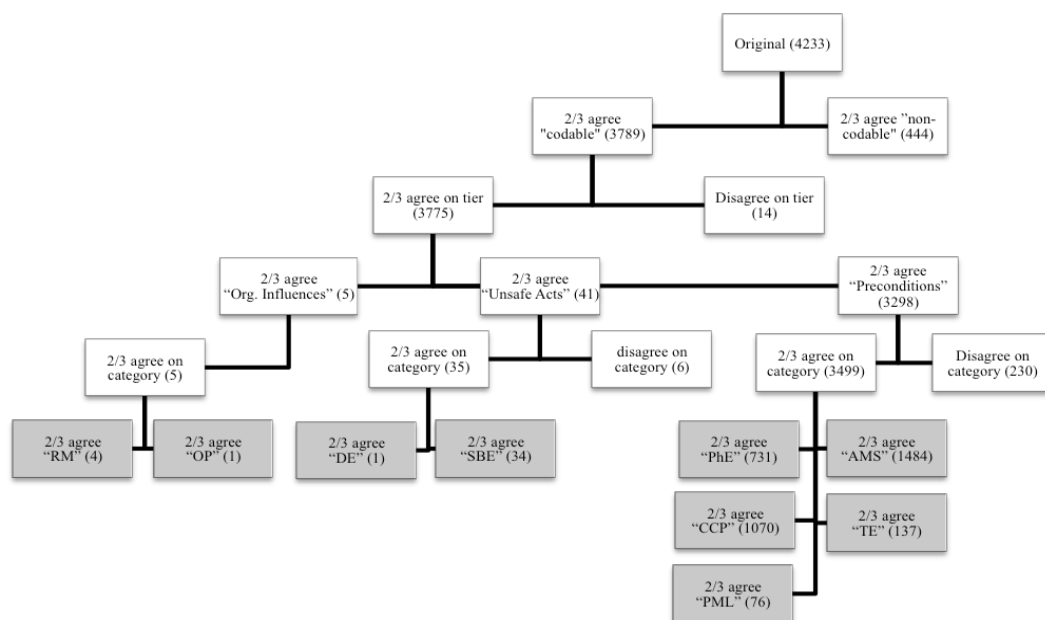 Original (4233)
2/3 agree
"codable" (3789)
2/3 agree ”non-
codable" (444)
2/3 agree on tier
(3775)
Disagree on tier
(14)
2/3 agree
“Org. Influences” (5)
2/3 agree
“Unsafe Acts” (41)
2/3 agree
“Preconditions”
(3298)
2/3 agree on
category (5)
2/3 agree on
category (35)
disagree on
category (6)
2/3 agree on
category (3499)
Disagree on
category (230)
2/3 agree
“RM” (4)
2/3 agree
“OP” (1)
2/3 agree
“DE” (1)
2/3 agree
“SBE” (34)
2/3 agree
“PhE” (731)
2/3 agree
“AMS” (1484)
2/3 agree
“CCP” (1070)
2/3 agree
“TE” (137)
2/3 agree
“PML” (76)